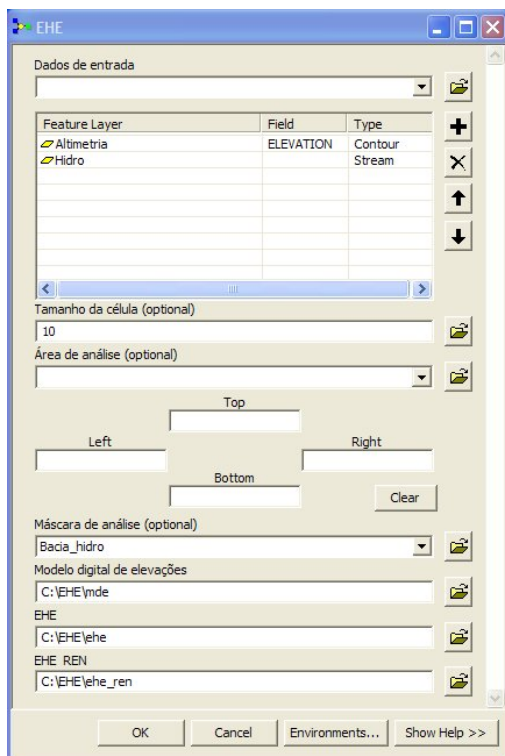 EHE
Dados de entrada
Feature Layer Field Type
Altimetria ELEVATION Contour
Hidro Stream
Tamanho da célula (optional)
10
Área de análise (optional)
Top
Left Right
Bottom
Clear
Máscara de análise (optional)
Bacia_hidro
Modelo digital de elevações
C:\EHE\mde
EHE
C:\EHE\ehe
EHE_REN
C:\EHE\ehe_ren
OK Cancel Environments... Show Help >>